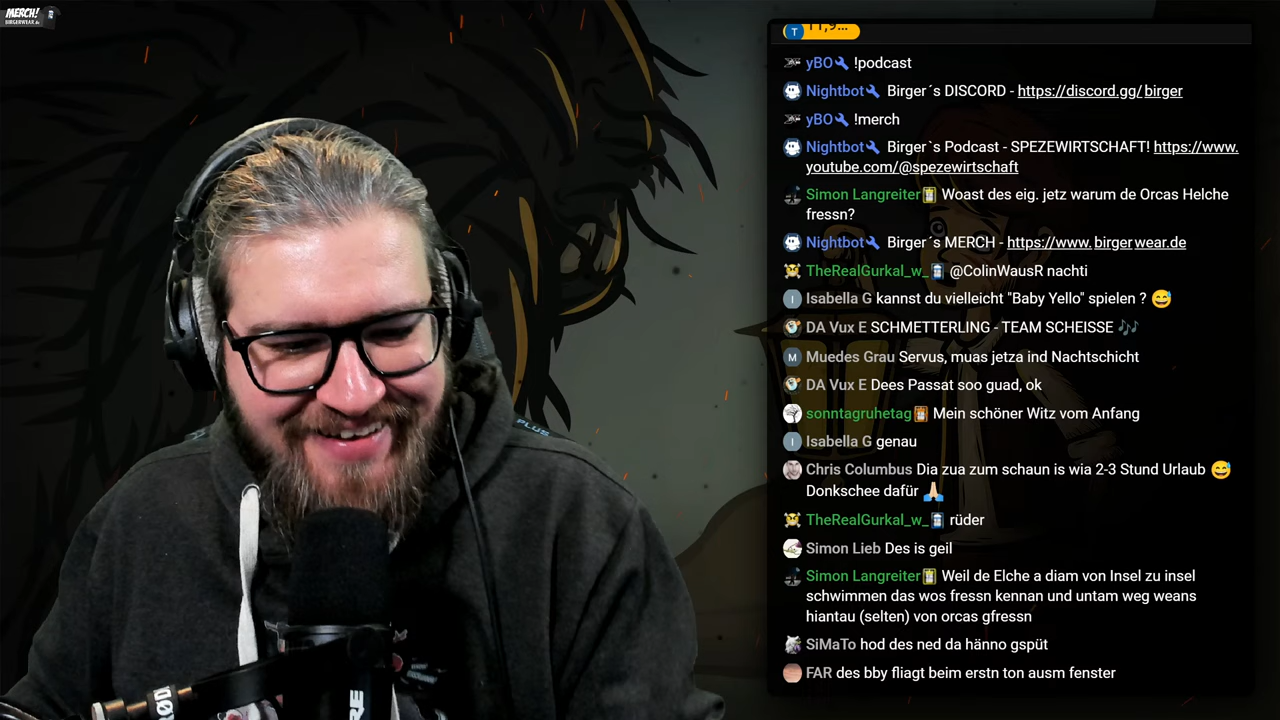 MERCH!
BIRGERWEAR.de
PLUS
RØD
T 11,9…
yBO !podcast
Nightbot Birger´s DISCORD - https://discord.gg/birger
yBO !merch
Nightbot Birger`s Podcast - SPEZEWIRTSCHAFT! https://www.
youtube.com/@spezewirtschaft
Simon Langreiter Woast des eig. jetz warum de Orcas Helche
fressn?
Nightbot Birger´s MERCH - https://www.birgerwear.de
TheRealGurkal_w_ @ColinWausR nachti
I Isabella G kannst du vielleicht "Baby Yello" spielen ? 😅
DA Vux E SCHMETTERLING - TEAM SCHEISSE 🎶
M Muedes Grau Servus, muas jetza ind Nachtschicht
DA Vux E Dees Passat soo guad, ok
sonntagruhetag Mein schöner Witz vom Anfang
I Isabella G genau
Chris Columbus Dia zua zum schaun is wia 2-3 Stund Urlaub 😅
Donkschee dafür 🙏🏻
TheRealGurkal_w_ rüder
Simon Lieb Des is geil
Simon Langreiter Weil de Elche a diam von Insel zu insel
schwimmen das wos fressn kennan und untam weg weans
hiantau (selten) von orcas gfressn
SiMaTo hod des ned da hänno gspüt
FAR des bby fliagt beim erstn ton ausm fenster